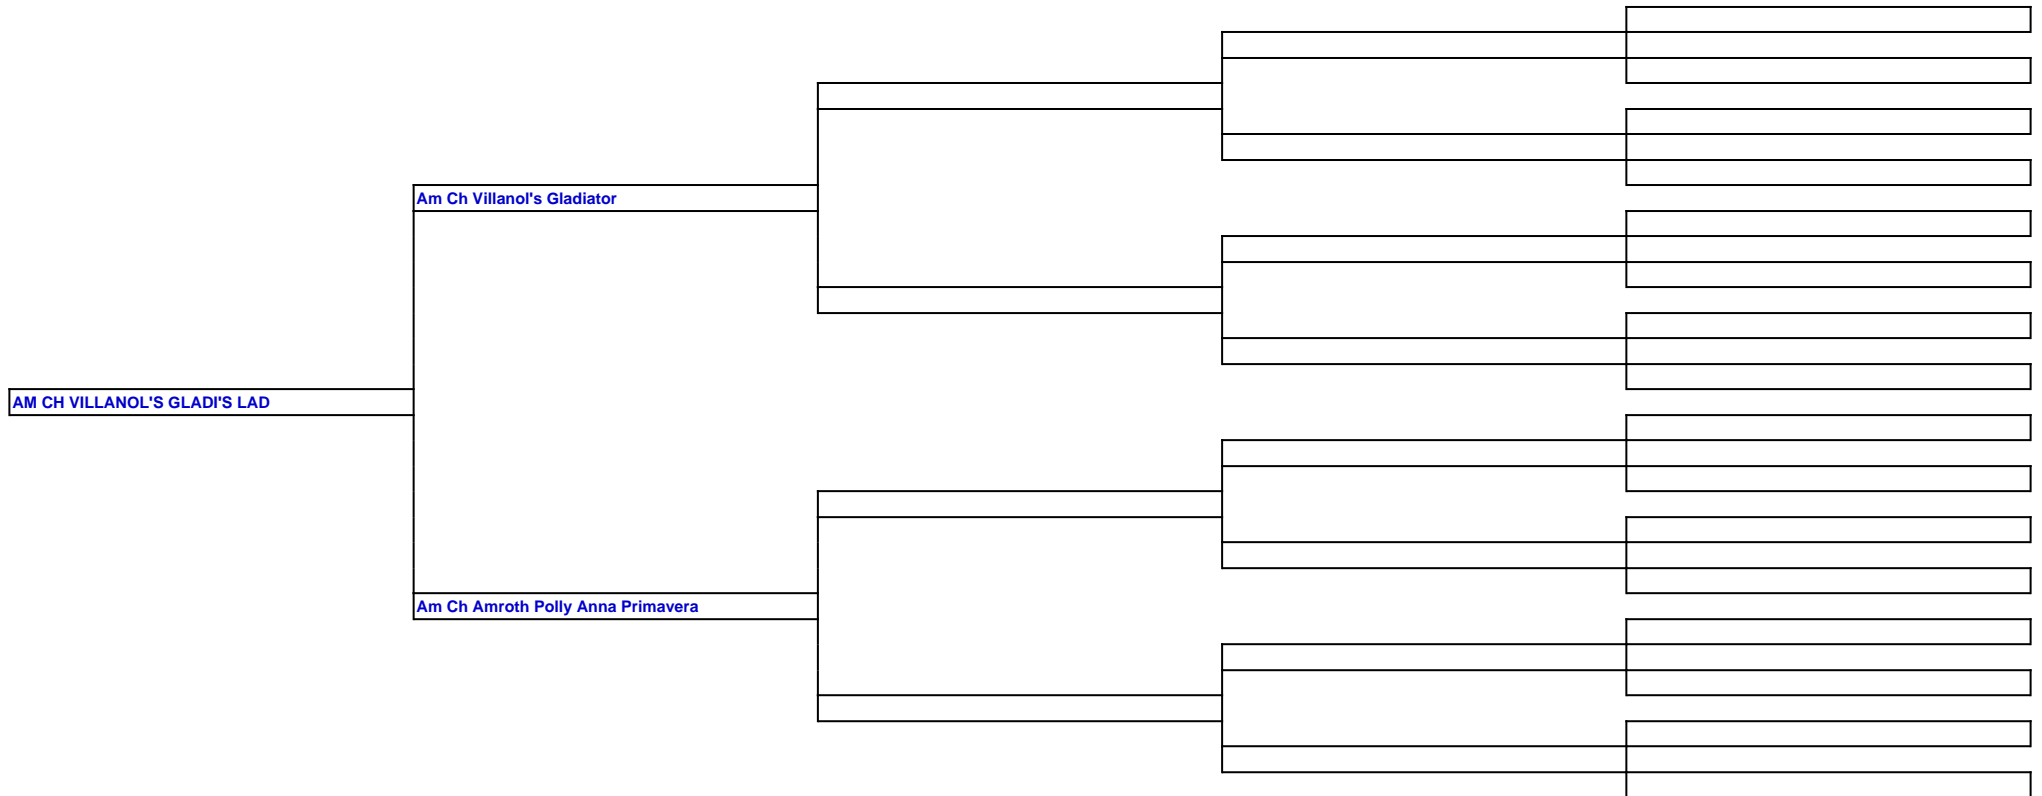 Am Ch Villanol's Gladiator
AM CH VILLANOL'S GLADI'S LAD
Am Ch Amroth Polly Anna Primavera